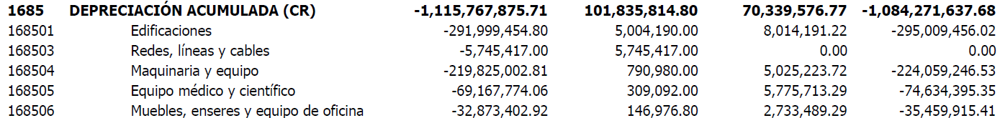 1685 DEPRECIACIÓN ACUMULADA (CR) -1,115,767,875.71 101,835,814.80 70,339,576.77 -1,084,271,637.68
168501 Edificaciones -291,999,454.80 5,004,190.00 8,014,191.22 -295,009,456.02
168503 Redes, líneas y cables -5,745,417.00 5,745,417.00 0.00 0.00
168504 Maquinaria y equipo -219,825,002.81 790,980.00 5,025,223.72 -224,059,246.53
168505 Equipo médico y científico -69,167,774.06 309,092.00 5,775,713.29 -74,634,395.35
168506 Muebles, enseres y equipo de oficina -32,873,402.92 146,976.80 2,733,489.29 -35,459,915.41